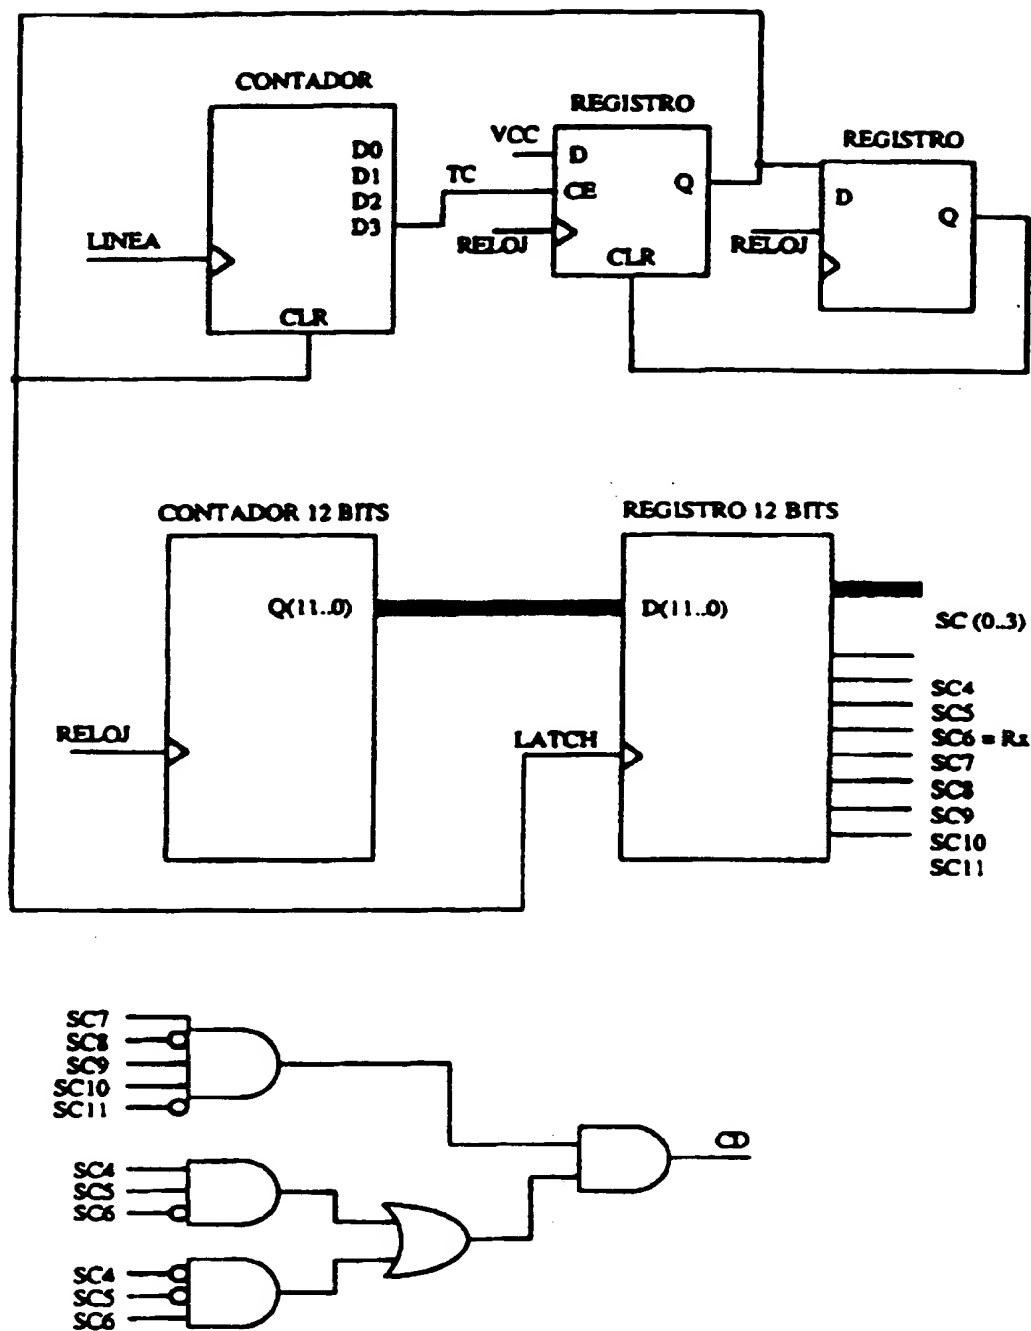 CONTADOR
D0
D1
D2
D3
LINEA
CLR
TC
REGISTRO
VCC
D
CE
Q
RELOJ
CLR
REGISTRO
D
Q
RELOJ
CONTADOR 12 BITS
Q(11..0)
RELOJ
REGISTRO 12 BITS
D(11..0)
LATCH
SC (0..3)
SC4
SC5
SC6 = Rx
SC7
SC8
SC9
SC10
SC11
SC7
SC8
SC9
SC10
SC11
SC4
SC5
SC6
SC4
SC5
SC6
CD